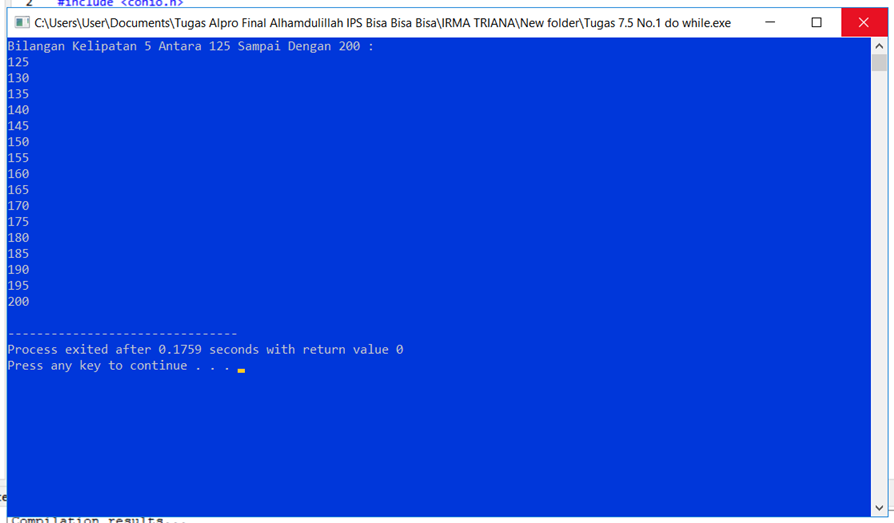 2 #include <conio.h>
C:\Users\User\Documents\Tugas Alpro Final Alhamdulillah IPS Bisa Bisa Bisa\IRMA TRIANA\New folder\Tugas 7.5 No.1 do while.exe
Bilangan Kelipatan 5 Antara 125 Sampai Dengan 200 :
125
130
135
140
145
150
155
160
165
170
175
180
185
190
195
200
--------------------------------
Process exited after 0.1759 seconds with return value 0
Press any key to continue . . .
Compilation results...